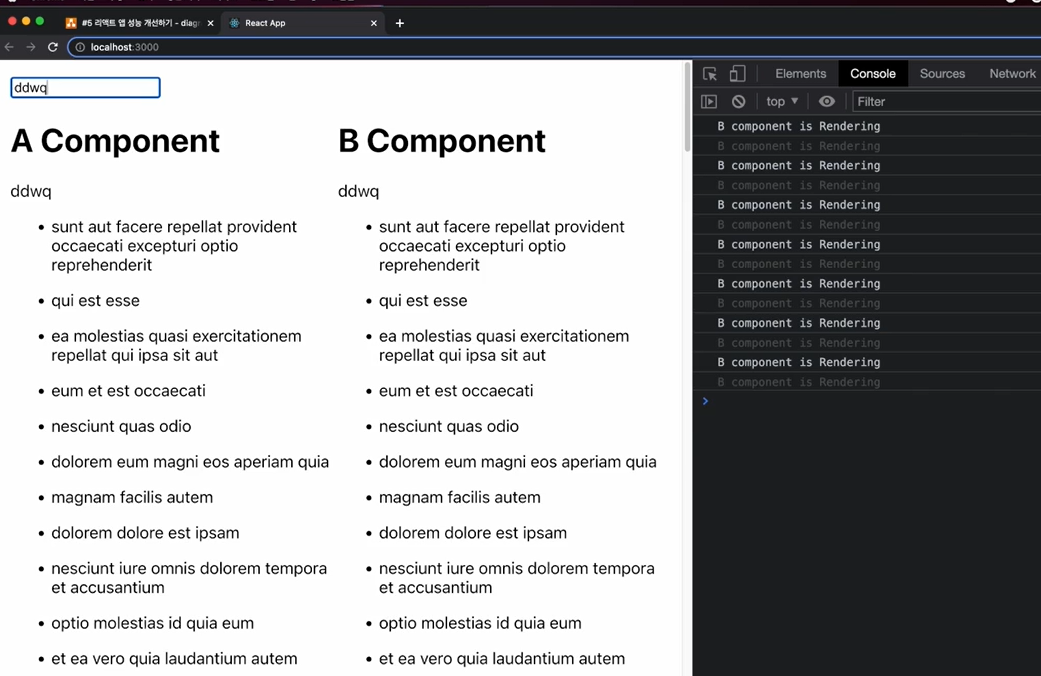 #5 리액트 앱 성능 개선하기 - diagr
React App
localhost:3000
ddwq
A Component
ddwq
sunt aut facere repellat provident
occaecati excepturi optio
reprehenderit
qui est esse
ea molestias quasi exercitationem
repellat qui ipsa sit aut
eum et est occaecati
nesciunt quas odio
dolorem eum magni eos aperiam quia
magnam facilis autem
dolorem dolore est ipsam
nesciunt iure omnis dolorem tempora
et accusantium
optio molestias id quia eum
et ea vero quia laudantium autem
B Component
ddwq
sunt aut facere repellat provident
occaecati excepturi optio
reprehenderit
qui est esse
ea molestias quasi exercitationem
repellat qui ipsa sit aut
eum et est occaecati
nesciunt quas odio
dolorem eum magni eos aperiam quia
magnam facilis autem
dolorem dolore est ipsam
nesciunt iure omnis dolorem tempora
et accusantium
optio molestias id quia eum
et ea vero quia laudantium autem
Elements Console Sources Network
top ▼ Filter
B component is Rendering
B component is Rendering
B component is Rendering
B component is Rendering
B component is Rendering
B component is Rendering
B component is Rendering
B component is Rendering
B component is Rendering
B component is Rendering
B component is Rendering
B component is Rendering
B component is Rendering
B component is Rendering